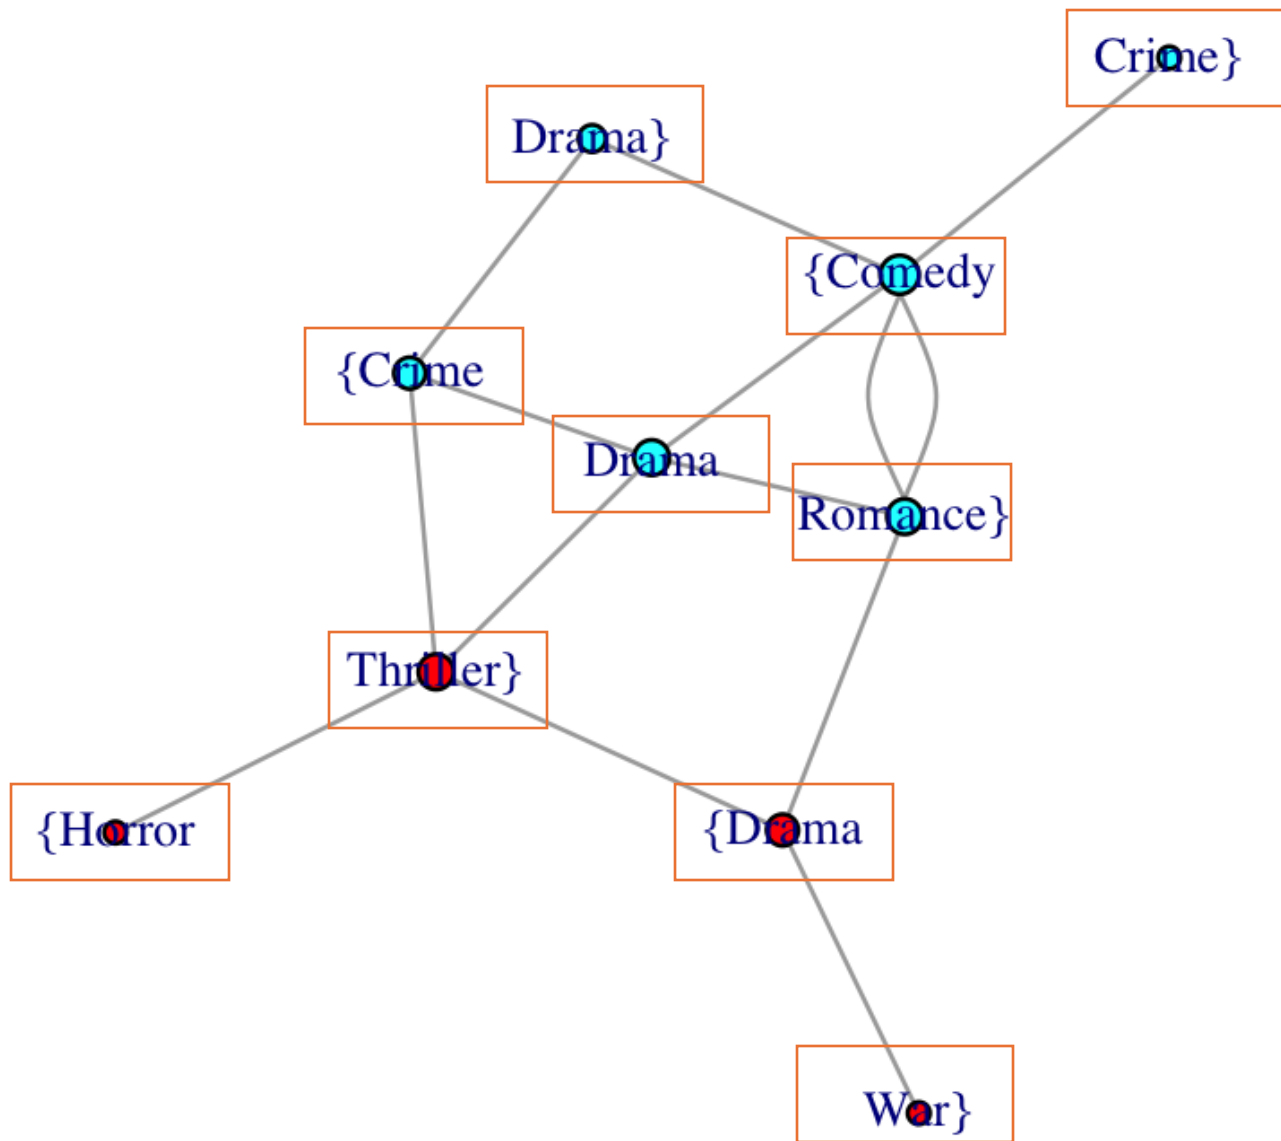 Crime}
Drama}
{Comedy
{Crime
Drama
Romance}
Thriller}
{Horror
{Drama
War}